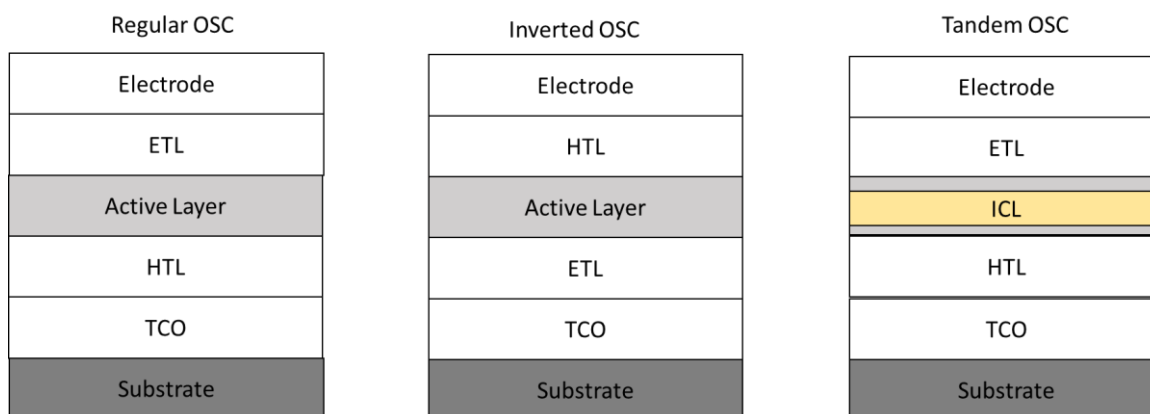 Regular OSC
Electrode
ETL
Active Layer
HTL
TCO
Substrate
Inverted OSC
Electrode
HTL
Active Layer
ETL
TCO
Substrate
Tandem OSC
Electrode
ETL
ICL
HTL
TCO
Substrate